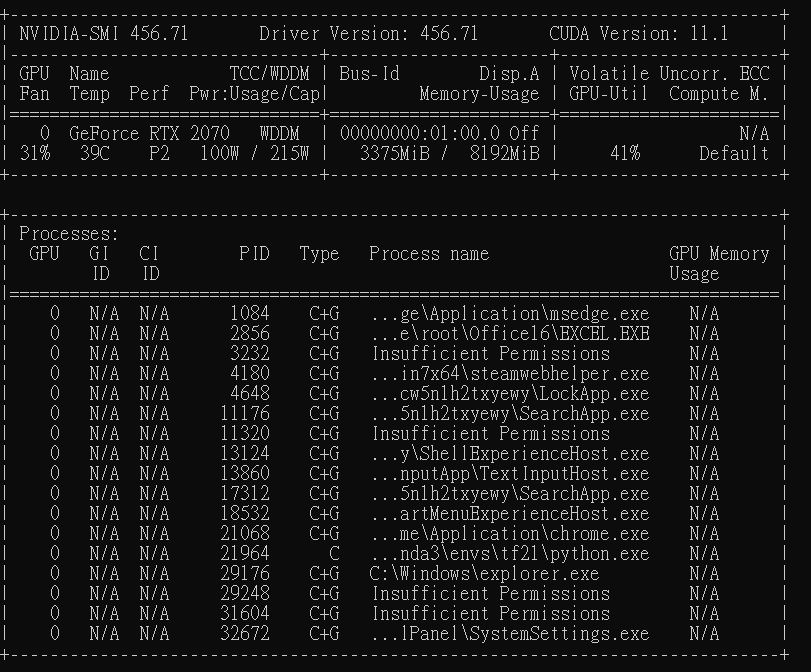 +-----------------------------------------------------------------------------+
| NVIDIA-SMI 456.71       Driver Version: 456.71       CUDA Version: 11.1     |
|-------------------------------+----------------------+----------------------+
| GPU  Name            TCC/WDDM | Bus-Id        Disp.A | Volatile Uncorr. ECC |
| Fan  Temp  Perf  Pwr:Usage/Cap|         Memory-Usage | GPU-Util  Compute M. |
|===============================+======================+======================|
|   0  GeForce RTX 2070   WDDM  | 00000000:01:00.0 Off |                  N/A |
| 31%   39C    P2   100W / 215W |   3375MiB /  8192MiB |     41%      Default |
+-------------------------------+----------------------+----------------------+
+-----------------------------------------------------------------------------+
| Processes:                                                                  |
|  GPU   GI   CI        PID   Type   Process name                  GPU Memory |
|        ID   ID                                                   Usage      |
|=============================================================================|
|    0   N/A  N/A      1084    C+G   ...ge\Application\msedge.exe    N/A      |
|    0   N/A  N/A      2856    C+G   ...e\root\Office16\EXCEL.EXE    N/A      |
|    0   N/A  N/A      3232    C+G   Insufficient Permissions        N/A      |
|    0   N/A  N/A      4180    C+G   ...in7x64\steamwebhelper.exe    N/A      |
|    0   N/A  N/A      4648    C+G   ...cw5n1h2txyewy\LockApp.exe    N/A      |
|    0   N/A  N/A     11176    C+G   ...5n1h2txyewy\SearchApp.exe    N/A      |
|    0   N/A  N/A     11320    C+G   Insufficient Permissions        N/A      |
|    0   N/A  N/A     13124    C+G   ...y\ShellExperienceHost.exe    N/A      |
|    0   N/A  N/A     13860    C+G   ...nputApp\TextInputHost.exe    N/A      |
|    0   N/A  N/A     17312    C+G   ...5n1h2txyewy\SearchApp.exe    N/A      |
|    0   N/A  N/A     18532    C+G   ...artMenuExperienceHost.exe    N/A      |
|    0   N/A  N/A     21068    C+G   ...me\Application\chrome.exe    N/A      |
|    0   N/A  N/A     21964      C   ...nda3\envs\tf21\python.exe    N/A      |
|    0   N/A  N/A     29176    C+G   C:\Windows\explorer.exe         N/A      |
|    0   N/A  N/A     29248    C+G   Insufficient Permissions        N/A      |
|    0   N/A  N/A     31604    C+G   Insufficient Permissions        N/A      |
|    0   N/A  N/A     32672    C+G   ...lPanel\SystemSettings.exe    N/A      |
+-----------------------------------------------------------------------------+